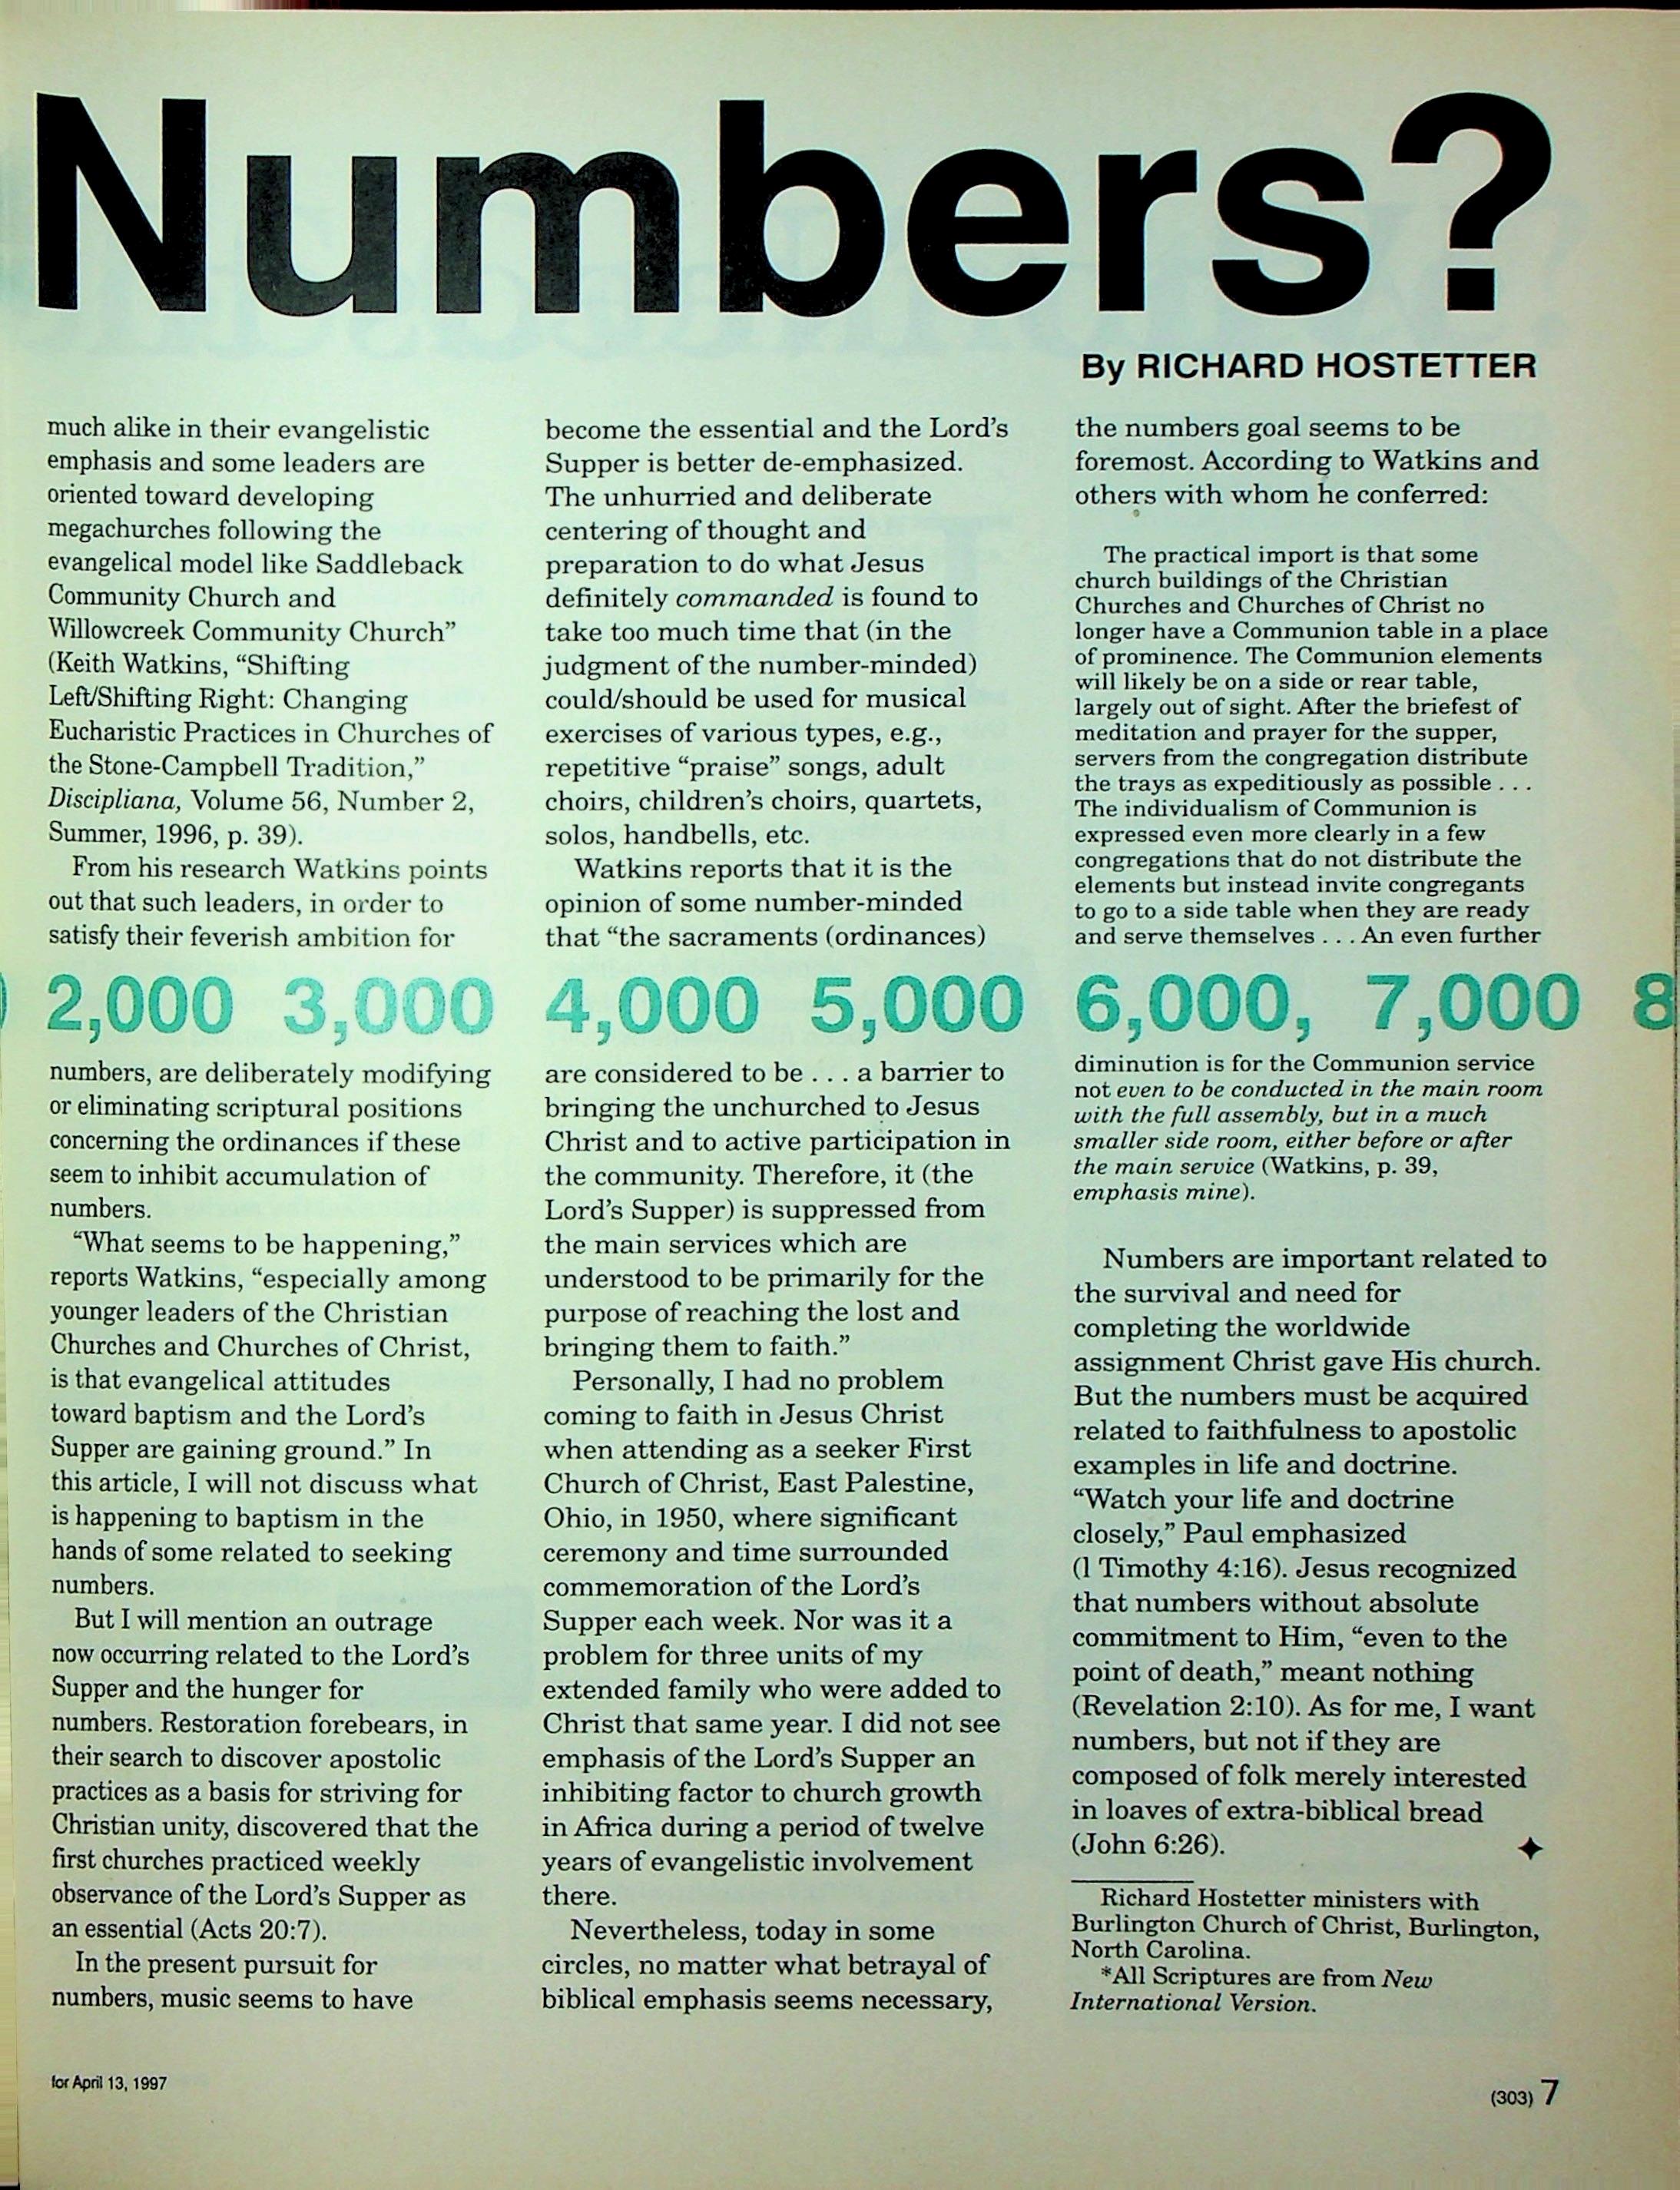 Numbers?
By RICHARD HOSTETTER
much alike in their evangelistic
emphasis and some leaders are
oriented toward developing
megachurches following the
evangelical model like Saddleback
Community Church and
Willowcreek Community Church”
(Keith Watkins, “Shifting
Left/Shifting Right: Changing
Eucharistic Practices in Churches of
the Stone-Campbell Tradition,”
Discipliana, Volume 56, Number 2,
Summer, 1996, p. 39).
From his research Watkins points
out that such leaders, in order to
satisfy their feverish ambition for
numbers, are deliberately modifying
or eliminating scriptural positions
concerning the ordinances if these
seem to inhibit accumulation of
numbers.
“What seems to be happening,”
reports Watkins, “especially among
younger leaders of the Christian
Churches and Churches of Christ,
is that evangelical attitudes
toward baptism and the Lord’s
Supper are gaining ground.” In
this article, I will not discuss what
is happening to baptism in the
hands of some related to seeking
numbers.
But I will mention an outrage
now occurring related to the Lord’s
Supper and the hunger for
numbers. Restoration forebears, in
their search to discover apostolic
practices as a basis for striving for
Christian unity, discovered that the
first churches practiced weekly
observance of the Lord’s Supper as
an essential (Acts 20:7).
In the present pursuit for
numbers, music seems to have
become the essential and the Lord’s
Supper is better de-emphasized.
The unhurried and deliberate
centering of thought and
preparation to do what Jesus
definitely commanded is found to
take too much time that (in the
judgment of the number-minded)
could/should be used for musical
exercises of various types, e.g.,
repetitive “praise” songs, adult
choirs, children’s choirs, quartets,
solos, handbells, etc.
Watkins reports that it is the
opinion of some number-minded
that “the sacraments (ordinances)
are considered to be . . . a barrier to
bringing the unchurched to Jesus
Christ and to active participation in
the community. Therefore, it (the
Lord’s Supper) is suppressed from
the main services which are
understood to be primarily for the
purpose of reaching the lost and
bringing them to faith.”
Personally, I had no problem
coming to faith in Jesus Christ
when attending as a seeker First
Church of Christ, East Palestine,
Ohio, in 1950, where significant
ceremony and time surrounded
commemoration of the Lord’s
Supper each week. Nor was it a
problem for three units of my
extended family who were added to
Christ that same year. I did not see
emphasis of the Lord’s Supper an
inhibiting factor to church growth
in Africa during a period of twelve
years of evangelistic involvement
there.
Nevertheless, today in some
circles, no matter what betrayal of
biblical emphasis seems necessary,
the numbers goal seems to be
foremost. According to Watkins and
others with whom he conferred:
The practical import is that some
church buildings of the Christian
Churches and Churches of Christ no
longer have a Communion table in a place
of prominence. The Communion elements
will likely be on a side or rear table,
largely out of sight. After the briefest of
meditation and prayer for the supper,
servers from the congregation distribute
the trays as expeditiously as possible . . .
The individualism of Communion is
expressed even more clearly in a few
congregations that do not distribute the
elements but instead invite congregants
to go to a side table when they are ready
and serve themselves . . . An even further
2,000 3,000 4,000 5,000 6,000, 7,000 8
diminution is for the Communion service
not even to be conducted in the main room
with the full assembly, but in a much
smaller side room, either before or after
the main service (Watkins, p. 39,
emphasis mine).
Numbers are important related to
the survival and need for
completing the worldwide
assignment Christ gave His church.
But the numbers must be acquired
related to faithfulness to apostolic
examples in life and doctrine.
“Watch your life and doctrine
closely,” Paul emphasized
(l Timothy 4:16). Jesus recognized
that numbers without absolute
commitment to Him, “even to the
point of death,” meant nothing
(Revelation 2:10). As for me, I want
numbers, but not if they are
composed of folk merely interested
in loaves of extra-biblical bread
(John 6:26).
Richard Hostetter ministers with
Burlington Church of Christ, Burlington,
North Carolina.
*All Scriptures are from New
International Version.
for April 13, 1997
(303) 7